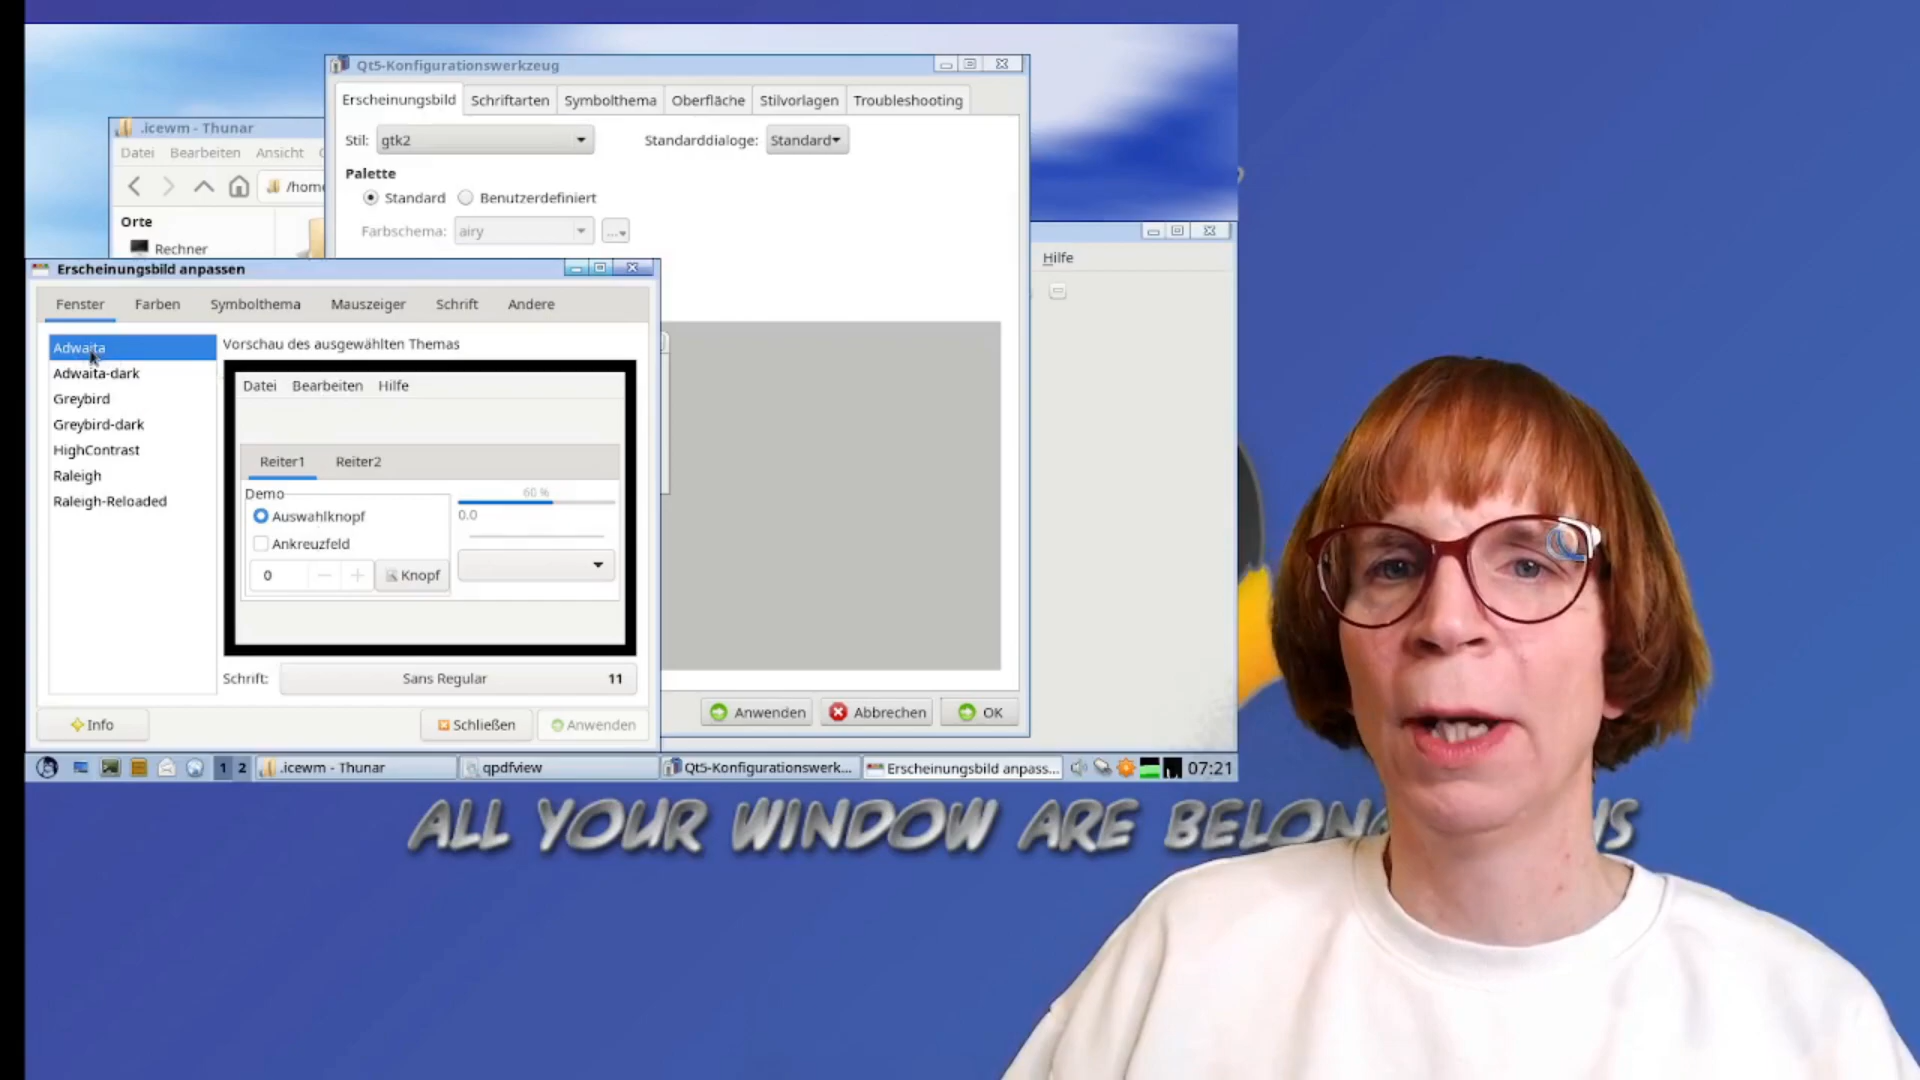 Qt5-Konfigurationswerkzeug
Erscheinungsbild Schriftarten Symbolthema Oberfläche Stilvorlagen Troubleshooting
Stil: gtk2 Standarddialoge: Standard
Palette
Standard Benutzerdefiniert
Farbschema: airy ...
.icewm - Thunar
Datei Bearbeiten Ansicht
/home
Orte
Rechner
Hilfe
Erscheinungsbild anpassen
Fenster Farben Symbolthema Mauszeiger Schrift Andere
Adwaita
Adwaita-dark
Greybird
Greybird-dark
HighContrast
Raleigh
Raleigh-Reloaded
Vorschau des ausgewählten Themas
Datei Bearbeiten Hilfe
Reiter1 Reiter2
Demo
Auswahlknopf
Ankreuzfeld
0 Knopf
60 %
0.0
Schrift: Sans Regular 11
Info Schließen Anwenden
Anwenden Abbrechen OK
1 2 .icewm - Thunar qpdfview Qt5-Konfigurationswerk... Erscheinungsbild anpass... 07:21
ALL YOUR WINDOW ARE BELONG